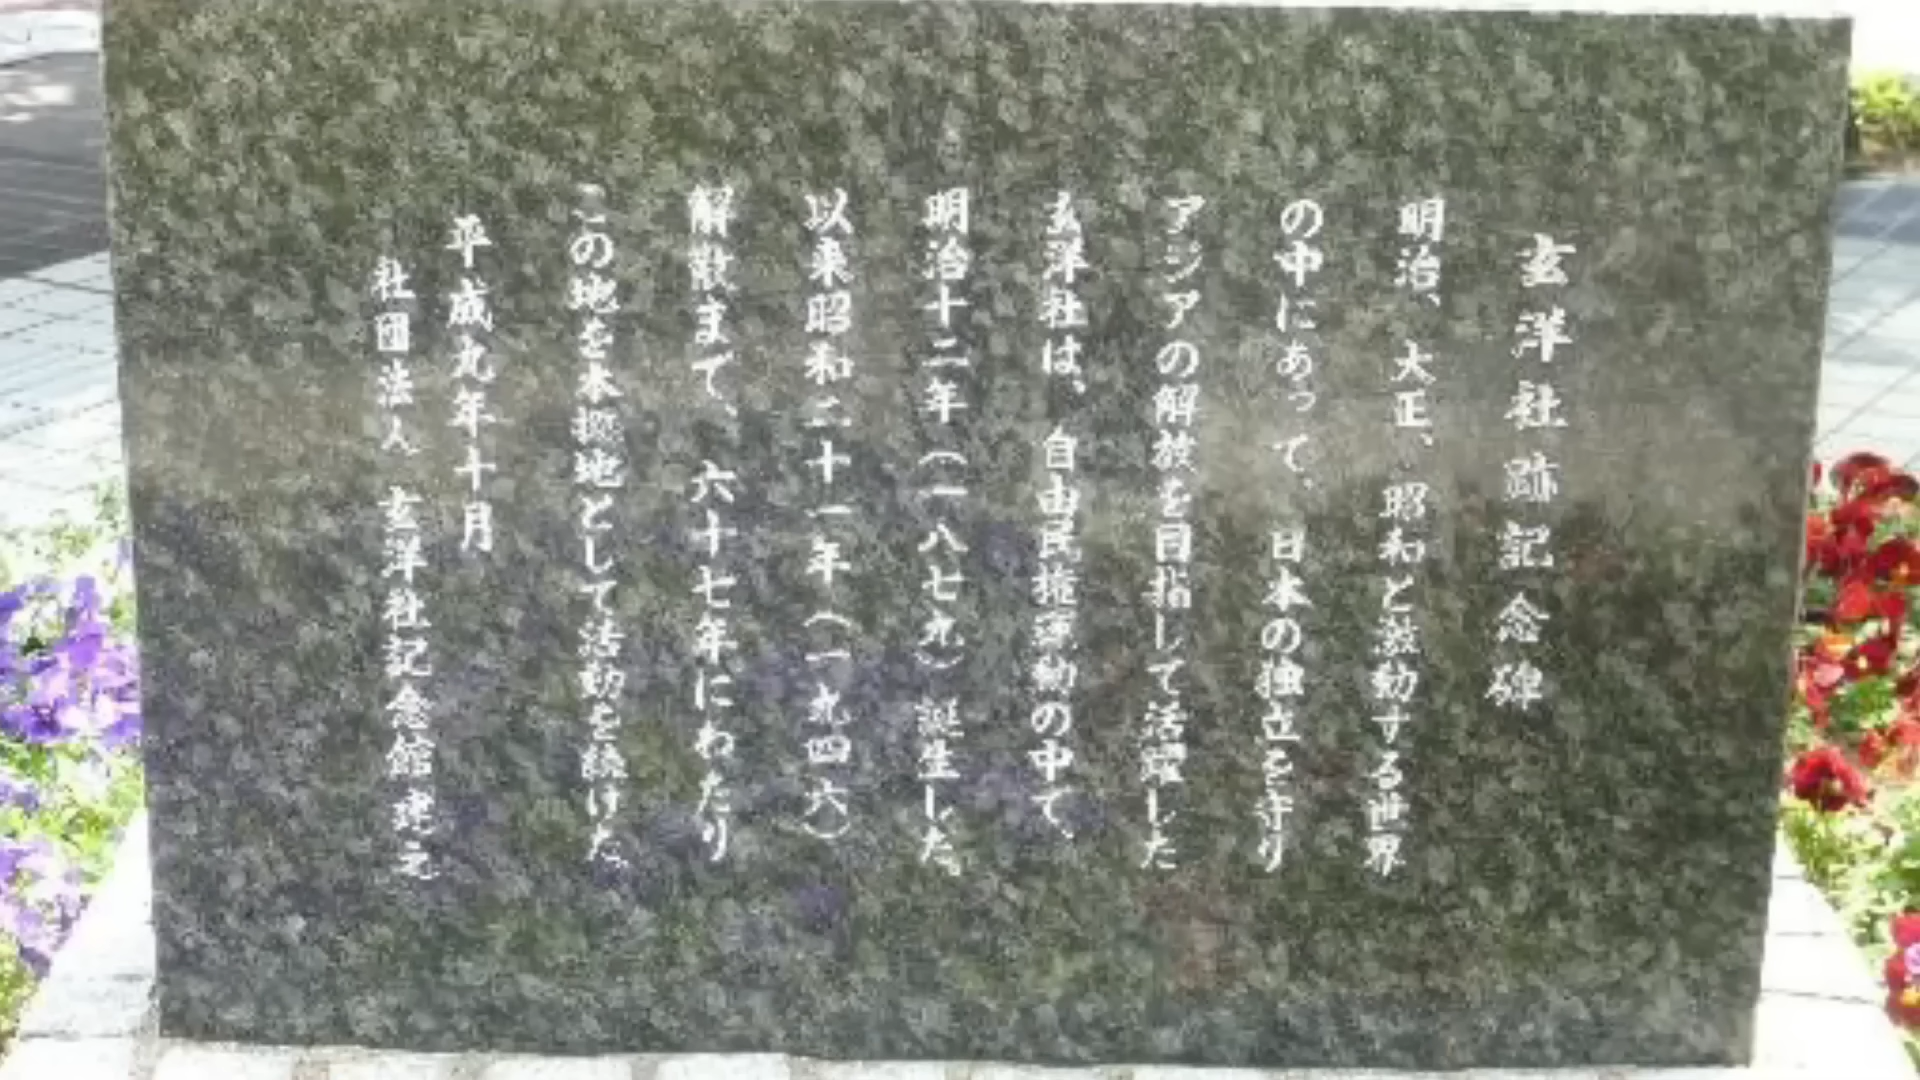 玄洋社跡記念碑
明治、大正、昭和と激動する世界
の中にあって、日本の独立を守り
アジアの解放を目指して活躍した
玄洋社は、自由民権運動の中で、
明治十二年（一八七九）誕生した。
以来昭和二十一年（一九四六）
解散まで、六十七年にわたり
この地を本拠地として活動を続けた。
平成九年十月
社団法人 玄洋社記念館 建之